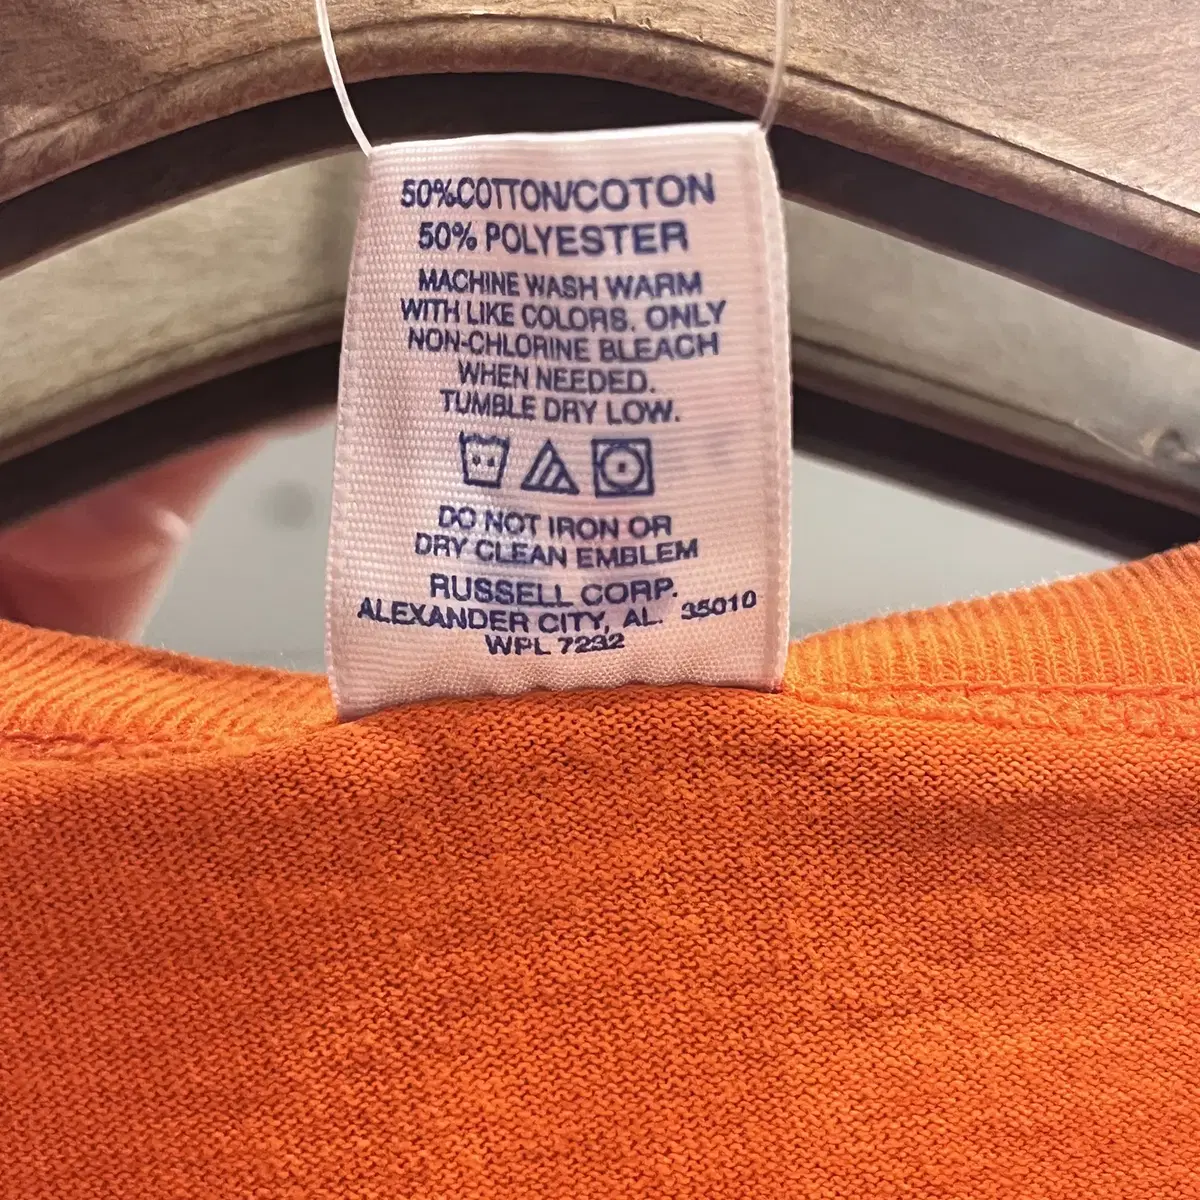 50%COTTON/COTON
50% POLYESTER
MACHINE WASH WARM
WITH LIKE COLORS. ONLY
NON-CHLORINE BLEACH
WHEN NEEDED.
TUMBLE DRY LOW.
DO NOT IRON OR
DRY CLEAN EMBLEM
RUSSELL CORP.
ALEXANDER CITY, AL. 35010
WPL 7232